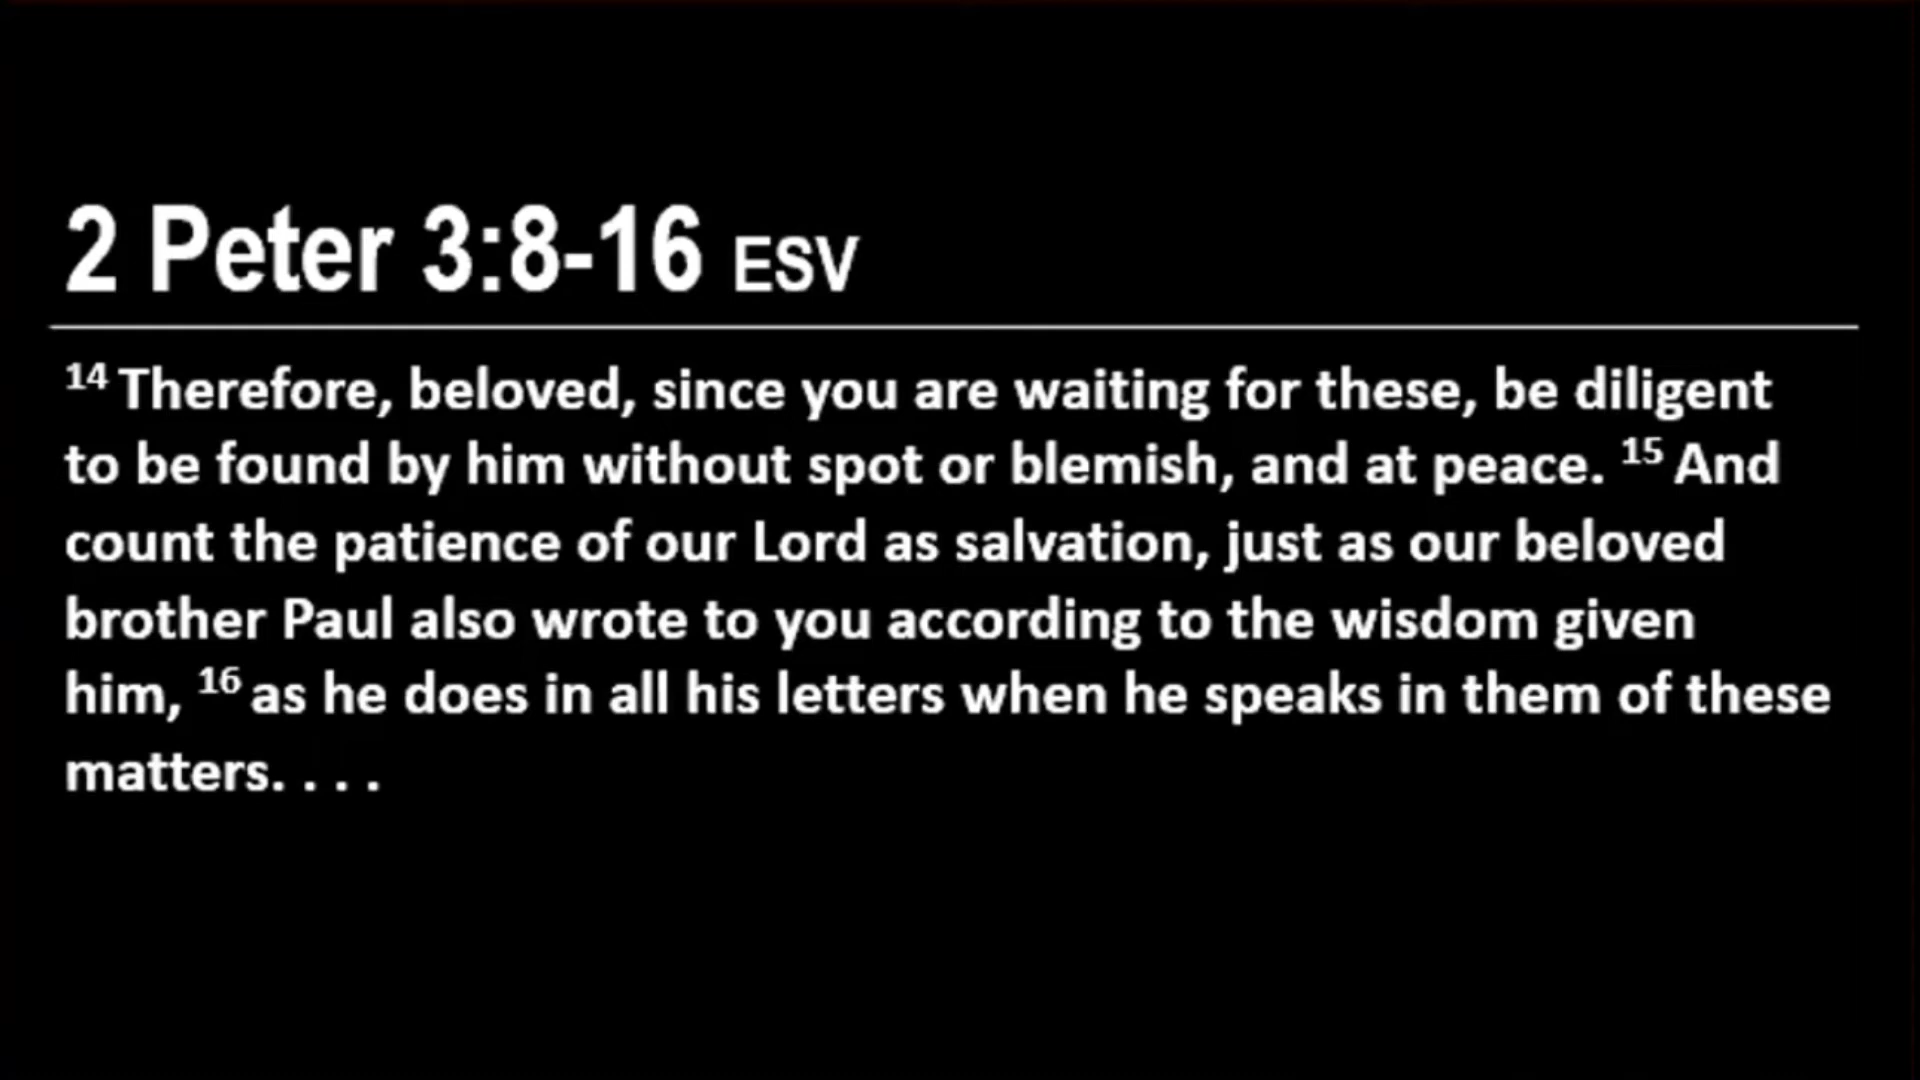 2 Peter 3:8-16 ESV
14 Therefore, beloved, since you are waiting for these, be diligent
to be found by him without spot or blemish, and at peace. 15 And
count the patience of our Lord as salvation, just as our beloved
brother Paul also wrote to you according to the wisdom given
him, 16 as he does in all his letters when he speaks in them of these
matters. . . .